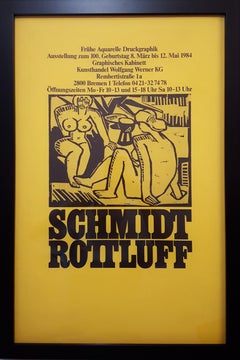 Frühe Aquarelle Druckgraphik
Ausstellung zum 100. Geburtstag 8. März bis 12. Mai 1984
Graphisches Kabinett
Kunsthandel Wolfgang Werner KG
Rembertistraße 1a
2800 Bremen 1 Telefon 04 21-32 74 78
Öffnungszeiten Mo-Fr 10-13 und 15-18 Uhr Sa 10-13 Uhr
SCHMIDT
ROTTLUFF